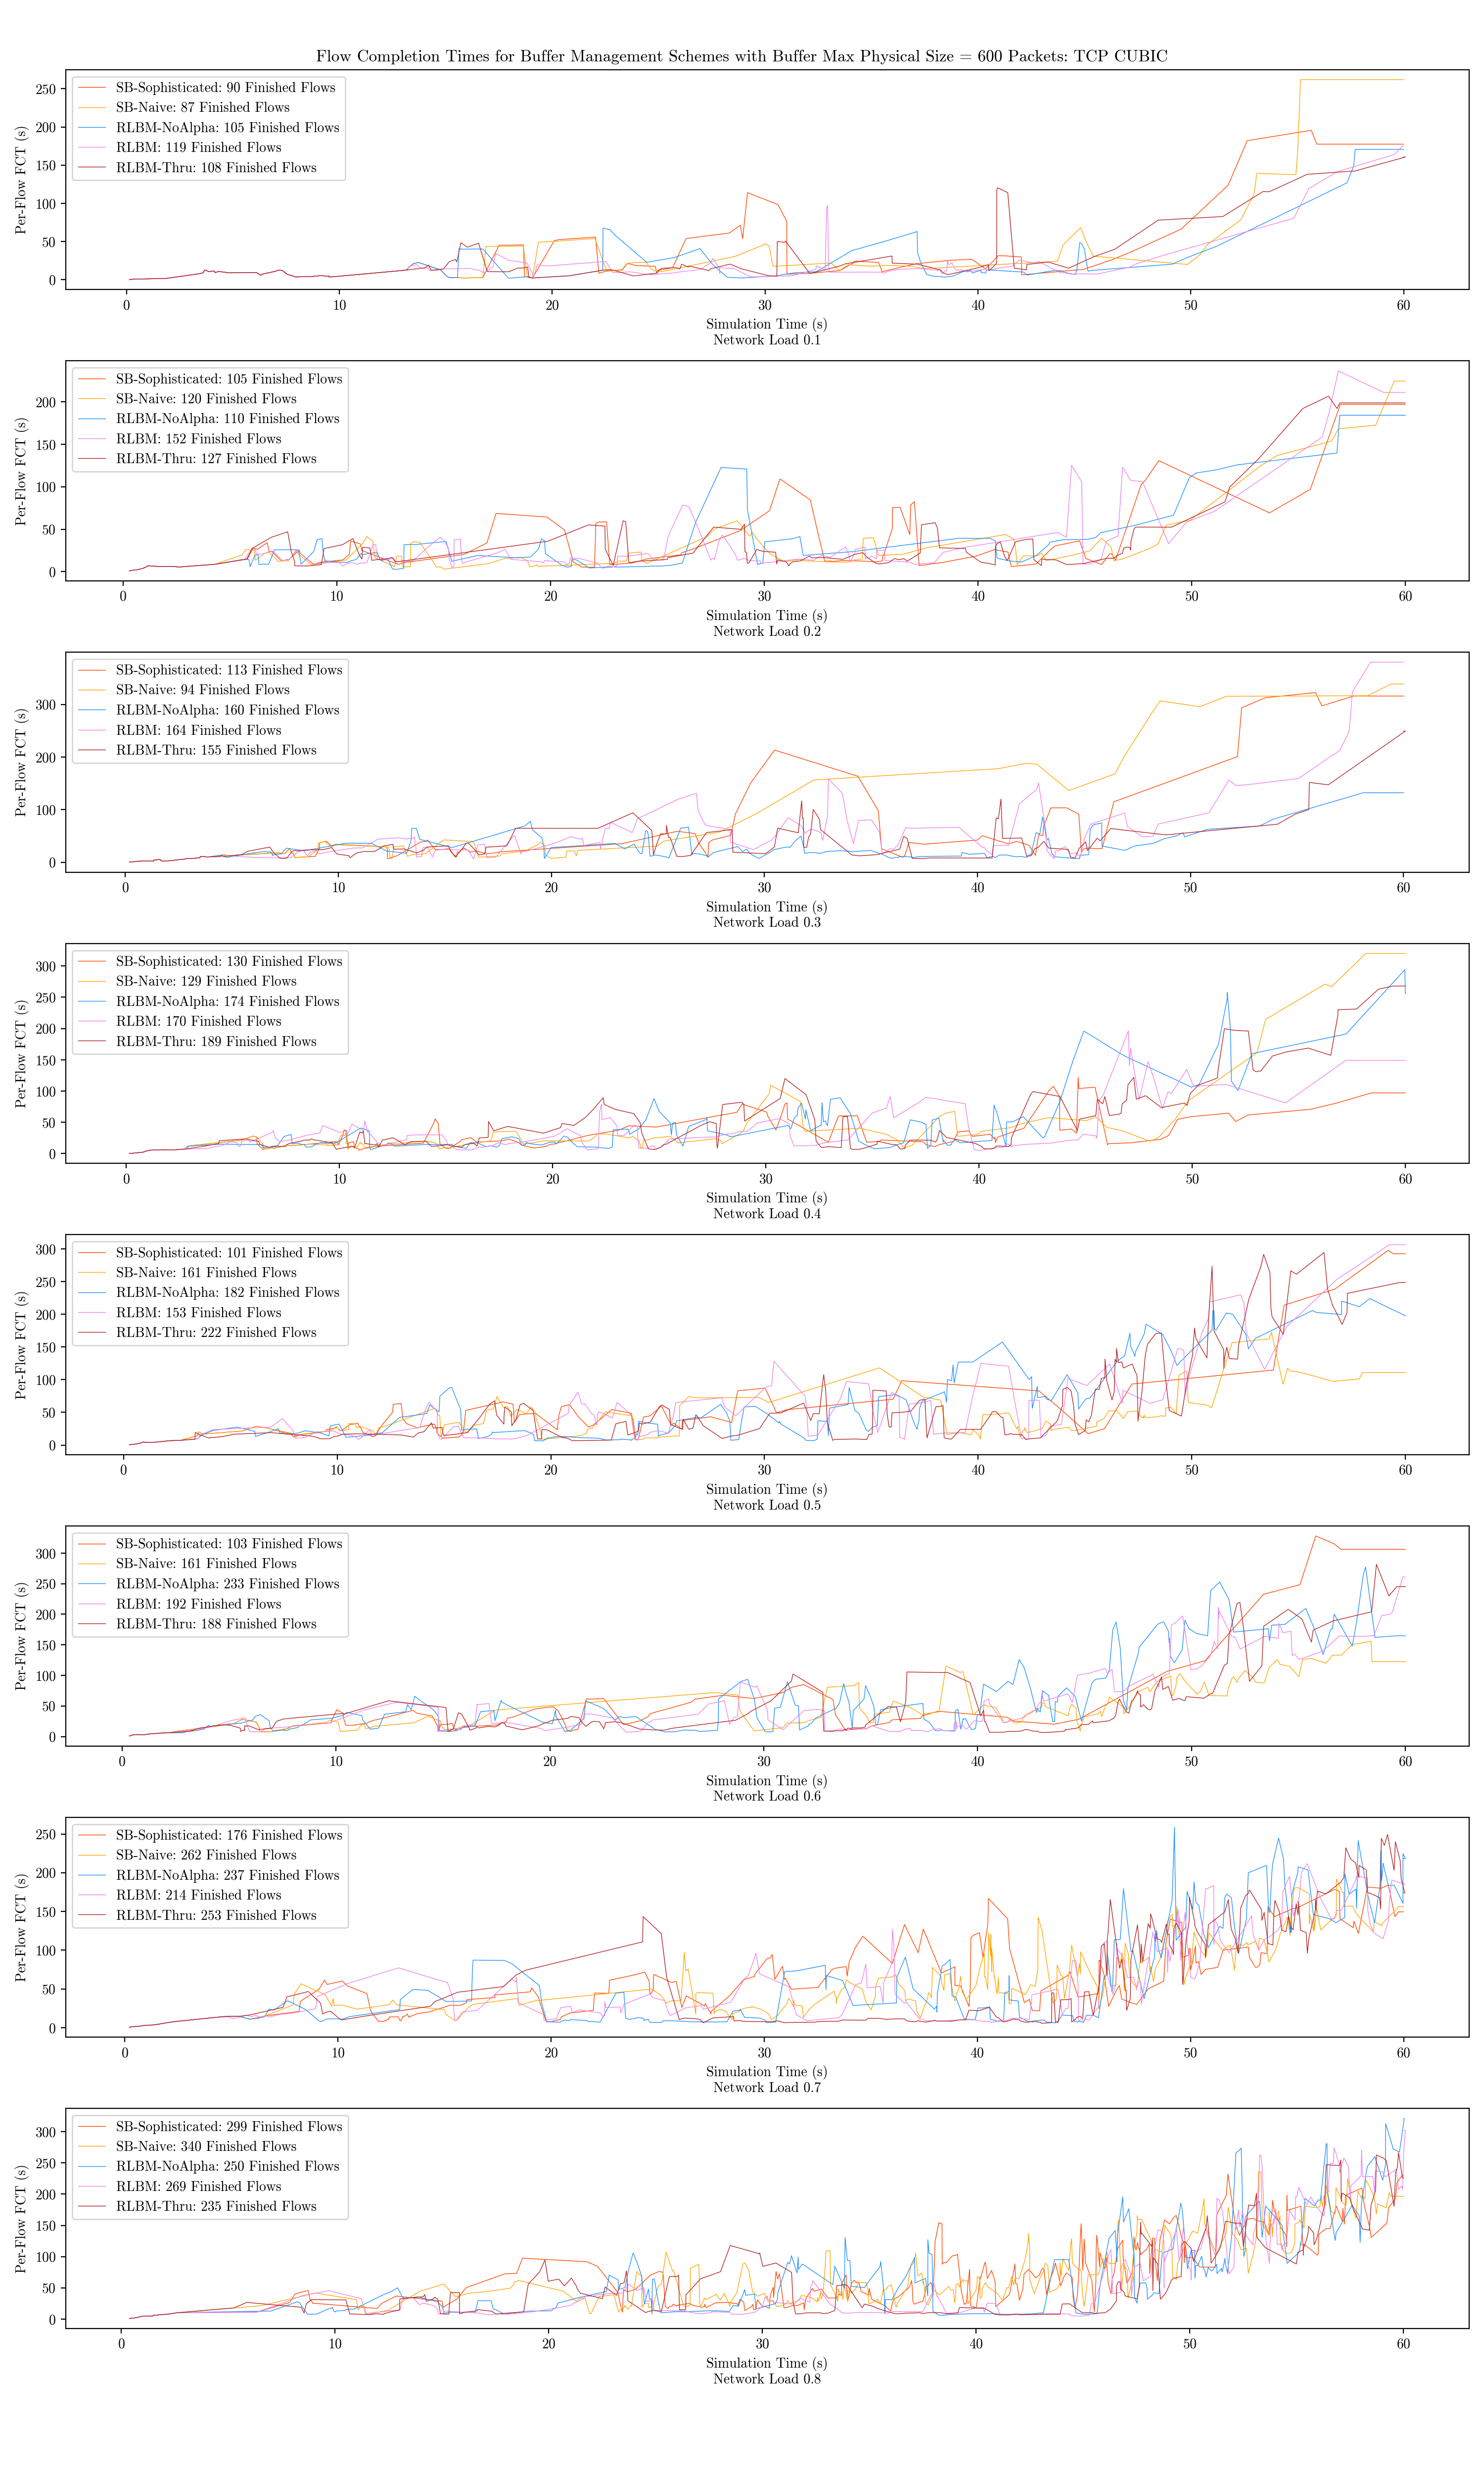 Flow Completion Times for Buffer Management Schemes with Buffer Max Physical Size = 600 Packets: TCP CUBIC
SB-Sophisticated: 90 Finished Flows
SB-Naive: 87 Finished Flows
RLBM-NoAlpha: 105 Finished Flows
RLBM: 119 Finished Flows
RLBM-Thru: 108 Finished Flows
Per-Flow FCT (s)
250
200
150
100
50
0
0 10 20 30 40 50 60
Simulation Time (s)
Network Load 0.1
SB-Sophisticated: 105 Finished Flows
SB-Naive: 120 Finished Flows
RLBM-NoAlpha: 110 Finished Flows
RLBM: 152 Finished Flows
RLBM-Thru: 127 Finished Flows
Per-Flow FCT (s)
200
150
100
50
0
0 10 20 30 40 50 60
Simulation Time (s)
Network Load 0.2
SB-Sophisticated: 113 Finished Flows
SB-Naive: 94 Finished Flows
RLBM-NoAlpha: 160 Finished Flows
RLBM: 164 Finished Flows
RLBM-Thru: 155 Finished Flows
Per-Flow FCT (s)
300
200
100
0
0 10 20 30 40 50 60
Simulation Time (s)
Network Load 0.3
SB-Sophisticated: 130 Finished Flows
SB-Naive: 129 Finished Flows
RLBM-NoAlpha: 174 Finished Flows
RLBM: 170 Finished Flows
RLBM-Thru: 189 Finished Flows
Per-Flow FCT (s)
300
250
200
150
100
50
0
0 10 20 30 40 50 60
Simulation Time (s)
Network Load 0.4
SB-Sophisticated: 101 Finished Flows
SB-Naive: 161 Finished Flows
RLBM-NoAlpha: 182 Finished Flows
RLBM: 153 Finished Flows
RLBM-Thru: 222 Finished Flows
Per-Flow FCT (s)
300
250
200
150
100
50
0
0 10 20 30 40 50 60
Simulation Time (s)
Network Load 0.5
SB-Sophisticated: 103 Finished Flows
SB-Naive: 161 Finished Flows
RLBM-NoAlpha: 233 Finished Flows
RLBM: 192 Finished Flows
RLBM-Thru: 188 Finished Flows
Per-Flow FCT (s)
300
250
200
150
100
50
0
0 10 20 30 40 50 60
Simulation Time (s)
Network Load 0.6
SB-Sophisticated: 176 Finished Flows
SB-Naive: 262 Finished Flows
RLBM-NoAlpha: 237 Finished Flows
RLBM: 214 Finished Flows
RLBM-Thru: 253 Finished Flows
Per-Flow FCT (s)
250
200
150
100
50
0
0 10 20 30 40 50 60
Simulation Time (s)
Network Load 0.7
SB-Sophisticated: 299 Finished Flows
SB-Naive: 340 Finished Flows
RLBM-NoAlpha: 250 Finished Flows
RLBM: 269 Finished Flows
RLBM-Thru: 235 Finished Flows
Per-Flow FCT (s)
300
250
200
150
100
50
0
0 10 20 30 40 50 60
Simulation Time (s)
Network Load 0.8